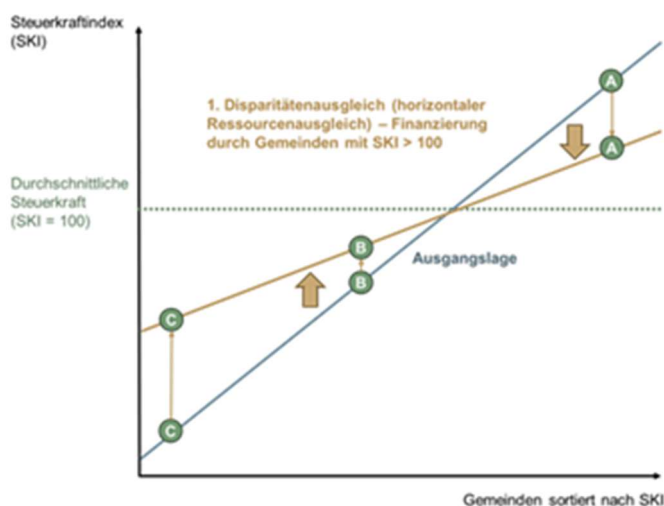 Steuerkraftindex
(SKI)
1. Disparitätenausgleich (horizontaler
Ressourcenausgleich) – Finanzierung
durch Gemeinden mit SKI > 100
A
A
Durchschnittliche
Steuerkraft
(SKI = 100)
B
Ausgangslage
B
C
C
Gemeinden sortiert nach SKI